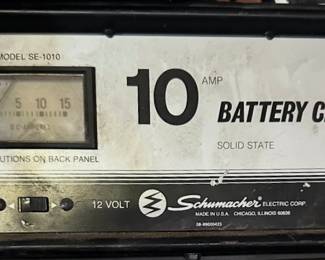 MODEL SE-1010
10 AMP
BATTERY C
5 10 15
SOLID STATE
UTIONS ON BACK PANEL
12 VOLT
Schumacher ELECTRIC CORP.
MADE IN U.S.A. CHICAGO, ILLINOIS 60636